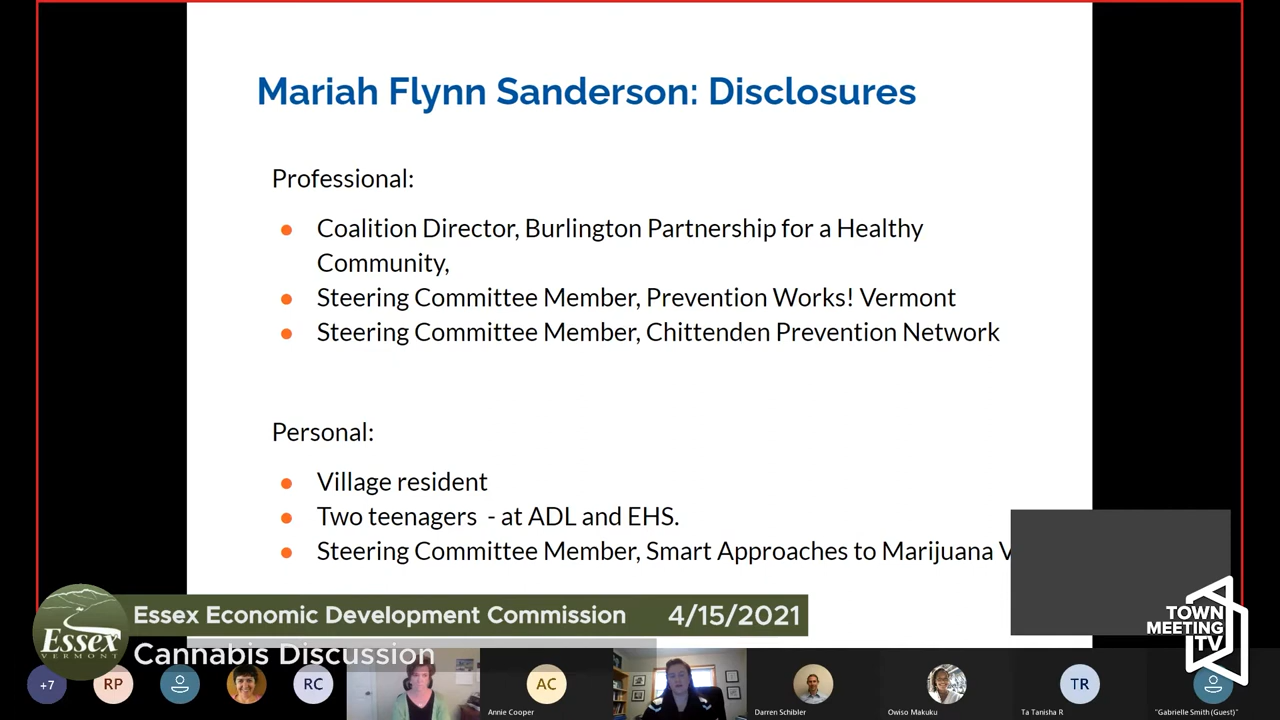 Mariah Flynn Sanderson: Disclosures
Professional:
● Coalition Director, Burlington Partnership for a Healthy
Community,
● Steering Committee Member, Prevention Works! Vermont
● Steering Committee Member, Chittenden Prevention Network
Personal:
● Village resident
● Two teenagers - at ADL and EHS.
● Steering Committee Member, Smart Approaches to Marijuana V
Essex Economic Development Commission 4/15/2021
Cannabis Discussion
Essex
VERMONT
TOWN
MEETING
TV
+7
RP
RC
AC
TR
Annie Cooper
Darren Schibler
Owiso Makuku
Ta Tanisha R
"Gabrielle Smith (Guest)"